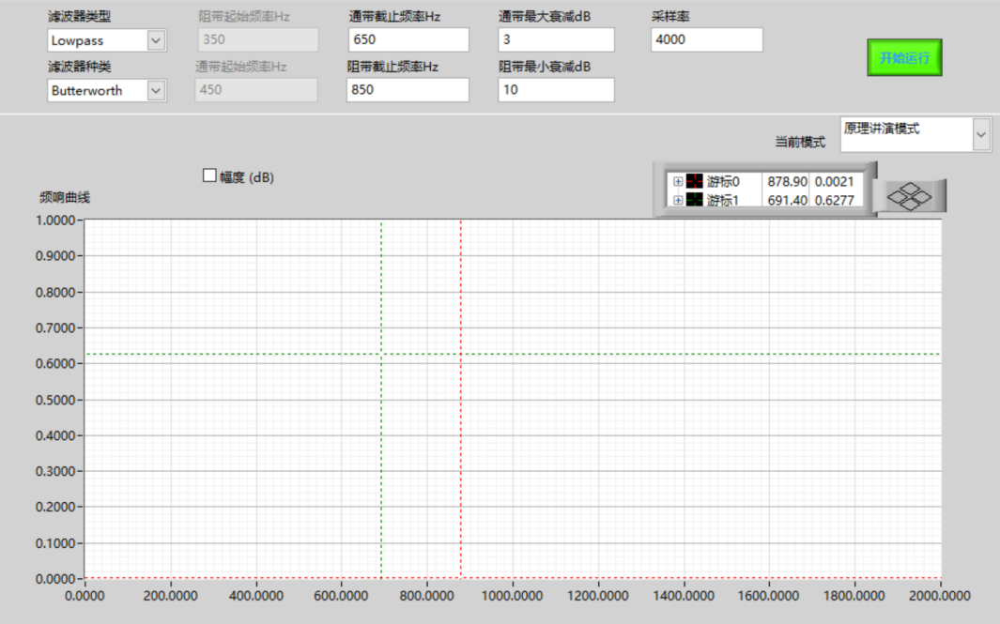 滤波器类型 阻带起始频率Hz 通带截止频率Hz 通带最大衰减dB 采样率
Lowpass 350 650 3 4000
开始运行
滤波器种类 通带起始频率Hz 阻带截止频率Hz 阻带最小衰减dB
Butterworth 450 850 10
当前模式 原理讲演模式
幅度 (dB)
游标0 878.90 0.0021
游标1 691.40 0.6277
频响曲线
1.0000
0.9000
0.8000
0.7000
0.6000
0.5000
0.4000
0.3000
0.2000
0.1000
0.0000
0.0000 200.0000 400.0000 600.0000 800.0000 1000.0000 1200.0000 1400.0000 1600.0000 1800.0000 2000.0000